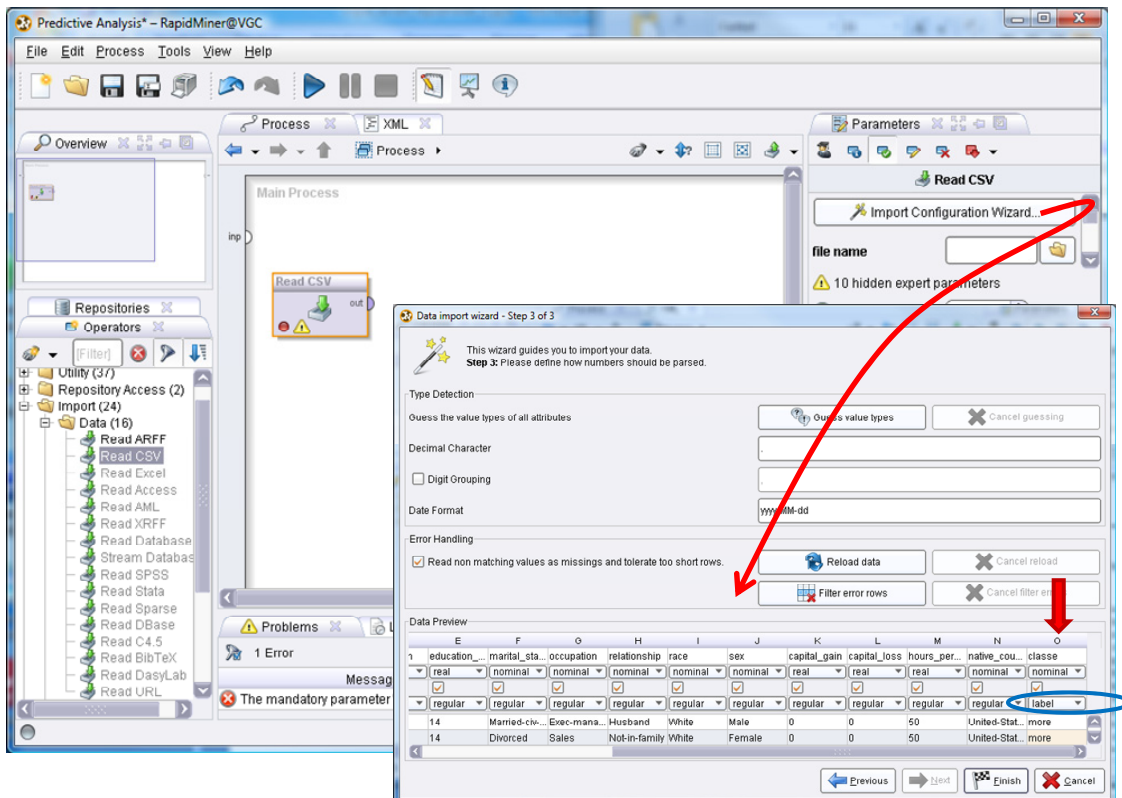 Predictive Analysis* – RapidMiner@VGC
File Edit Process Tools View Help
Process
XML
Parameters
Overview
Process
Read CSV
Main Process
Import Configuration Wizard...
inp
file name
Read CSV
10 hidden expert parameters
out
Repositories
Operators
[Filter]
Utility (37)
Repository Access (2)
Import (24)
Data (16)
Read ARFF
Read CSV
Read Excel
Read Access
Read AML
Read XRFF
Read Database
Stream Databas
Read SPSS
Read Stata
Read Sparse
Read DBase
Read C4.5
Read BibTeX
Read DasyLab
Read URL
Problems
1 Error
Messag
The mandatory parameter
Data import wizard - Step 3 of 3
This wizard guides you to import your data.
Step 3: Please define how numbers should be parsed.
Type Detection
Guess the value types of all attributes
Guess value types
Cancel guessing
Decimal Character
.
Digit Grouping
,
Date Format
yyyy-MM-dd
Error Handling
Read non matching values as missings and tolerate too short rows.
Reload data
Cancel reload
Filter error rows
Cancel filter
Data Preview
E F G H I J K L M N O
education_... marital_sta... occupation relationship race sex capital_gain capital_loss hours_per... native_cou... classe
real nominal nominal nominal nominal nominal real real real nominal nominal
regular regular regular regular regular regular regular regular regular regular label
14 Married-civ-... Exec-mana... Husband White Male 0 0 50 United-Stat... more
14 Divorced Sales Not-in-family White Female 0 0 50 United-Stat... more
Previous
Next
Finish
Cancel